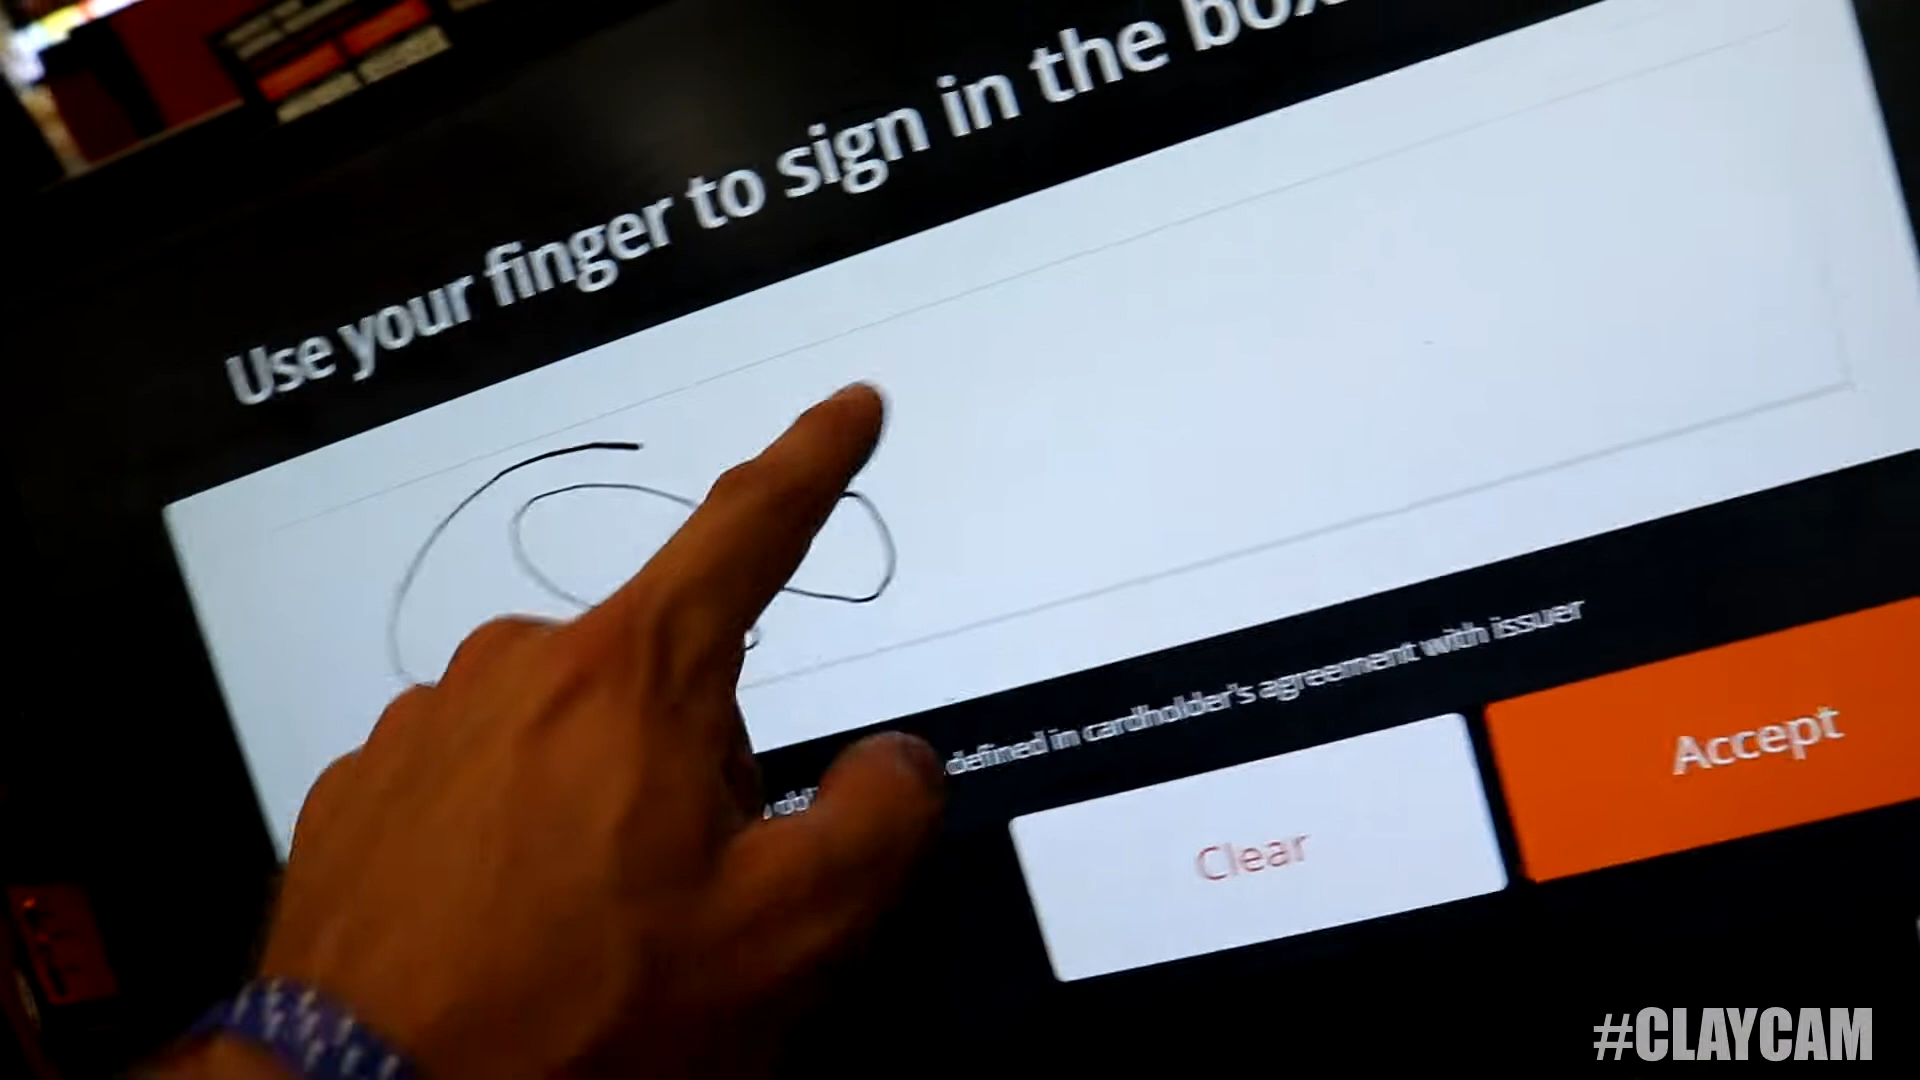 Use your finger to sign in the box
defined in cardholder's agreement with issuer
Clear
Accept
#CLAYCAM